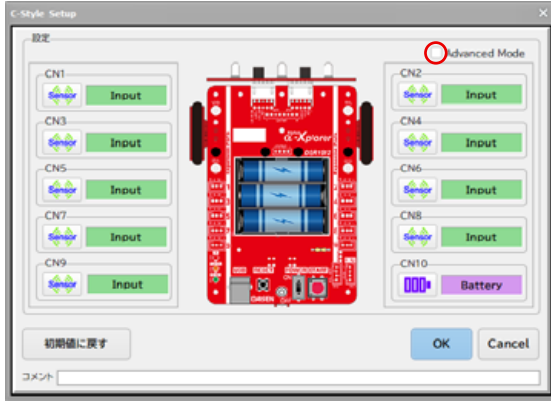 C-Style Setup
設定
Advanced Mode
CN1
Sensor Input
CN3
Sensor Input
CN5
Sensor Input
CN7
Sensor Input
CN9
Sensor Input
α-Xplorer
CN2
Sensor Input
CN4
Sensor Input
CN6
Sensor Input
CN8
Sensor Input
CN10
Battery
初期値に戻す
OK
Cancel
コメント